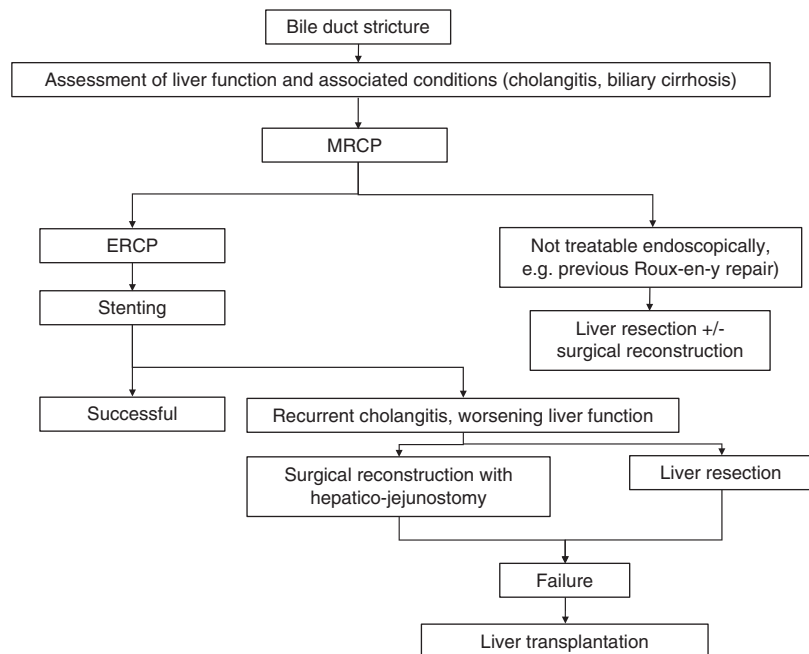 Bile duct stricture
Assessment of liver function and associated conditions (cholangitis, biliary cirrhosis)
MRCP
ERCP
Not treatable endoscopically,
e.g. previous Roux-en-y repair)
Stenting
Liver resection +/-
surgical reconstruction
Successful
Recurrent cholangitis, worsening liver function
Surgical reconstruction with
hepatico-jejunostomy
Liver resection
Failure
Liver transplantation